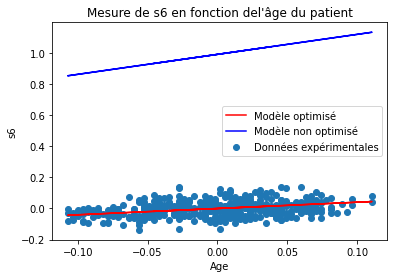 Mesure de s6 en fonction del'âge du patient
s6
1.0
0.8
0.6
0.4
0.2
0.0
−0.2
Modèle optimisé
Modèle non optimisé
Données expérimentales
−0.10
−0.05
0.00
0.05
0.10
Age